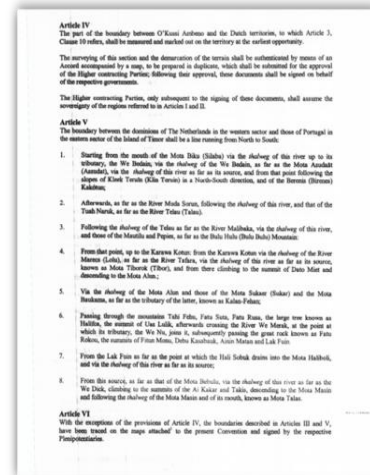 Article IV
The part of the boundary between O'Kussi Ambeno and the Dutch territories, to which Article 3,
Clause 10 refers, shall be measured and marked out on the territory at the earliest opportunity.
The surveying of this section and the demarcation of the terrain shall be authenticated by means of an
Accord accompanied by a map, to be prepared in duplicate, which shall be submitted for the approval
of the Higher contracting Parties; following their approval, these documents shall be signed on behalf
of the respective governments.
The Higher contracting Parties, only subsequent to the signing of these documents, shall assume the
sovereignty of the regions referred to in Articles I and II.
Article V
The boundary between the dominions of The Netherlands in the western sector and those of Portugal in
the eastern sector of the Island of Timor shall be a line running from North to South:
1. Starting from the mouth of the Mota Biku (Silaba) via the thalweg of this river up to its
tributary, the We Bedain, via the thalweg of the We Bedain, as far as the Mota Asudaät
(Assudat), via the thalweg of this river as far as its source, and from that point following the
slopes of Kleek Teruin (Klin Teruin) in a North-South direction, and of the Berenis (Birenes)
Kakótun;
2. Afterwards, as far as the River Muda Sorun, following the thalweg of this river, and that of the
Tuah Naruk, as far as the River Telau (Talau).
3. Following the thalweg of the Telau as far as the River Malibaka, via the thalweg of this river,
and those of the Mautilu and Pepies, as far as the Bulu Hulu (Bulu Bulu) Mountain:
4. From that point, up to the Karawa Kotun: from the Karawa Kotun via the thalweg of the River
Marees (Lolu), as far as the River Tafara, via the thalweg of this river as far as its source,
known as Mota Tiborok (Tibor), and from there climbing to the summit of Dato Miet and
descending to the Mota Alun.;
5. Via the thalweg of the Mota Alun and those of the Mota Sukaer (Sukar) and the Mota
Baukama, as far as the tributary of the latter, known as Kalan-Fehan;
6. Passing through the mountains Tahi Fehu, Fatu Suta, Fatu Rusa, the large tree known as
Halifea, the summit of Uas Lulik, afterwards crossing the River We Merak, at the point at
which its tributary, the We Nu, joins it, subsequently passing the great rock known as Fatu
Rokon, the summits of Fitun Monu, Debu Kasabauk, Ainin Matan and Lak Fuin.
7. From the Lak Fuin as far as the point at which the Hali Sobuk drains into the Mota Haliboli,
and via the thalweg of this river as far as its source;
8. From this source, as far as that of the Mota Bebulu, via the thalweg of this river as far as the
We Diek, climbing to the summits of the Ai Kakar and Takis, descending to the Mota Masin
and following the thalweg of the Mota Masin and of its mouth, known as Mota Talas.
Article VI
With the exceptions of the provisions of Article IV, the boundaries described in Articles III and V,
have been traced on the maps attached to the present Convention and signed by the respective
Plenipotentiaries.